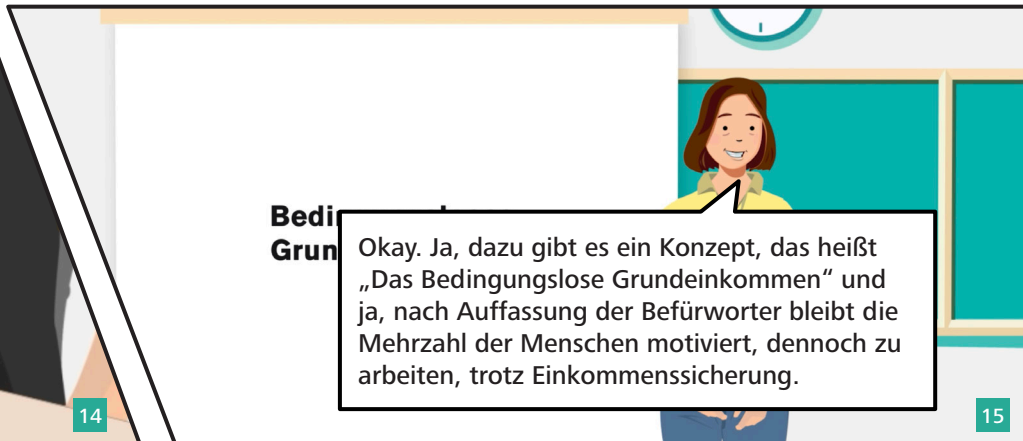 Bedi
Grun
Okay. Ja, dazu gibt es ein Konzept, das heißt
„Das Bedingungslose Grundeinkommen“ und
ja, nach Auffassung der Befürworter bleibt die
Mehrzahl der Menschen motiviert, dennoch zu
arbeiten, trotz Einkommenssicherung.
14
15